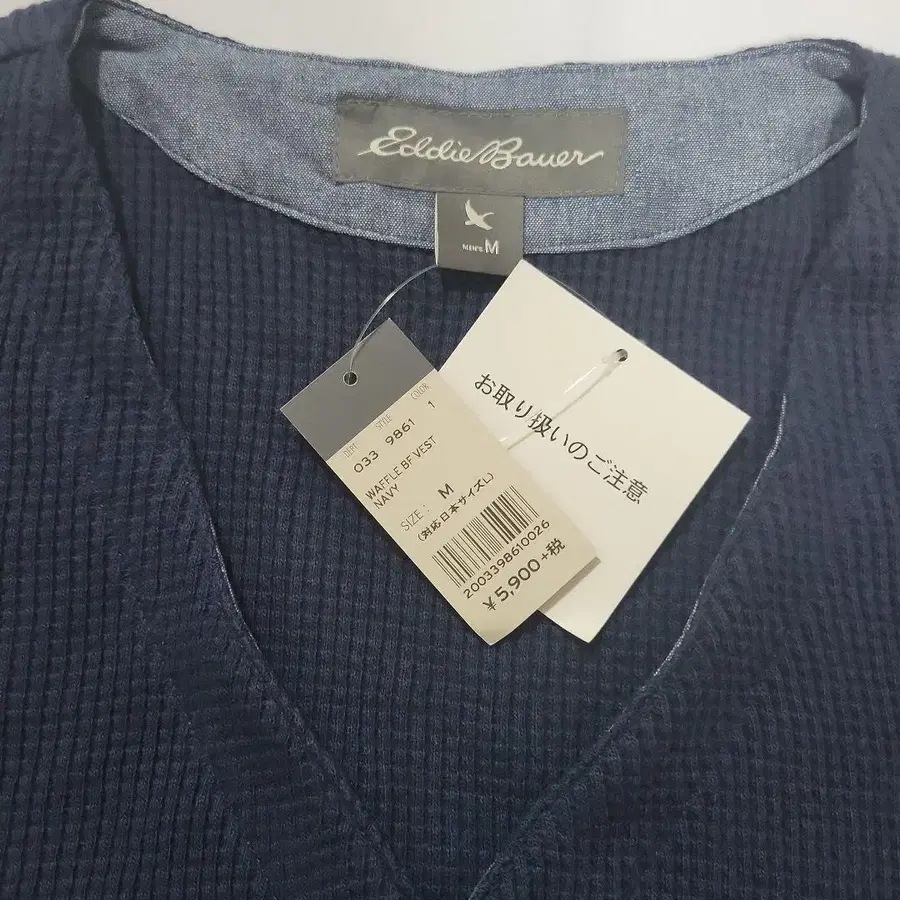 Eddie Bauer
MEN'S M
DEPT STYLE COLOR
033 9861 1
WAFFLE BF VEST
NAVY
SIZE: M
(対応日本サイズL)
2003398610026
¥5,900+税
お取り扱いのご注意